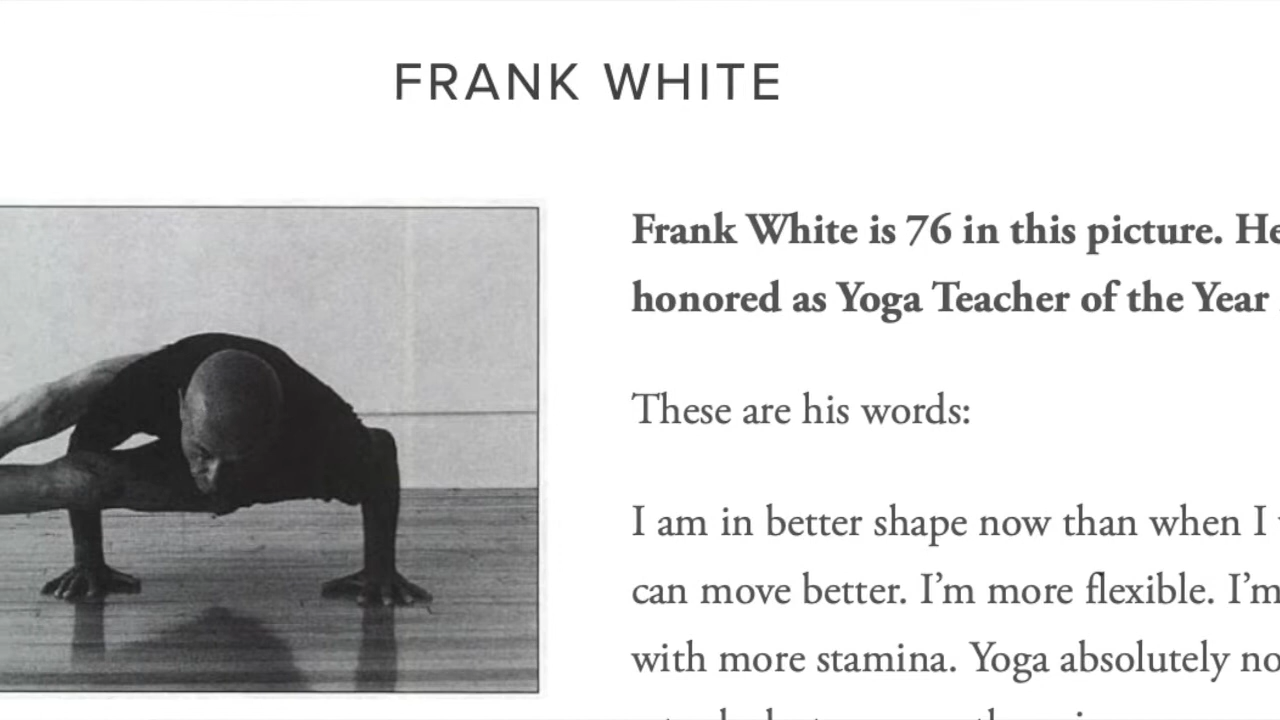 FRANK WHITE
Frank White is 76 in this picture. He
honored as Yoga Teacher of the Year
These are his words:
I am in better shape now than when I
can move better. I’m more flexible. I’m
with more stamina. Yoga absolutely no